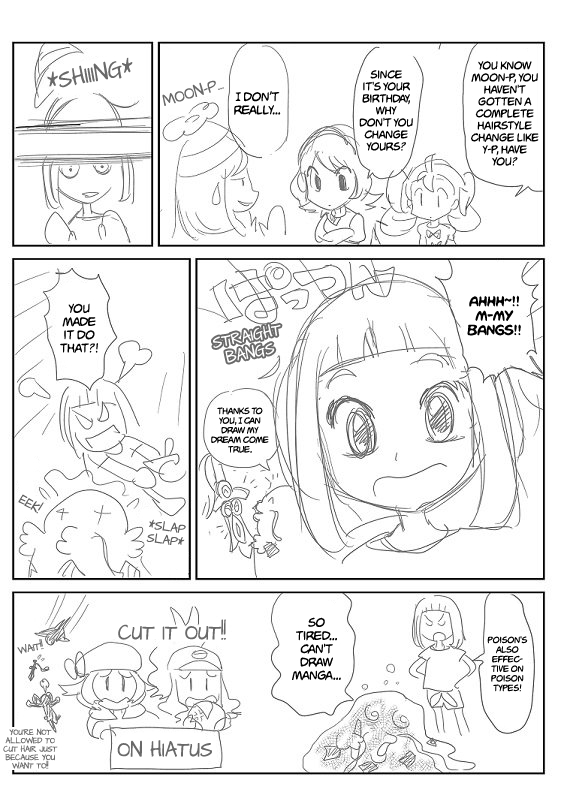 YOU KNOW
MOON-P, YOU
HAVEN'T
GOTTEN A
COMPLETE
HAIRSTYLE
CHANGE LIKE
Y-P, HAVE
YOU?
SINCE
IT'S YOUR
BIRTHDAY,
WHY
DON'T YOU
CHANGE
YOURS?
I DON'T
REALLY...
MOON-P-
*SHIIING*
AHHH~!!
M-MY
BANGS!!
ぱっつん
STRAIGHT
BANGS
THANKS TO
YOU, I CAN
DRAW MY
DREAM COME
TRUE.
YOU
MADE
IT DO
THAT?!
EEK!
*SLAP
SLAP*
POISON'S
ALSO
EFFEC-
TIVE ON
POISON
TYPES!
SO
TIRED...
CAN'T
DRAW
MANGA...
CUT IT OUT!!
ON HIATUS
WAIT!
YOU'RE NOT
ALLOWED TO
CUT HAIR JUST
BECAUSE YOU
WANT TO!